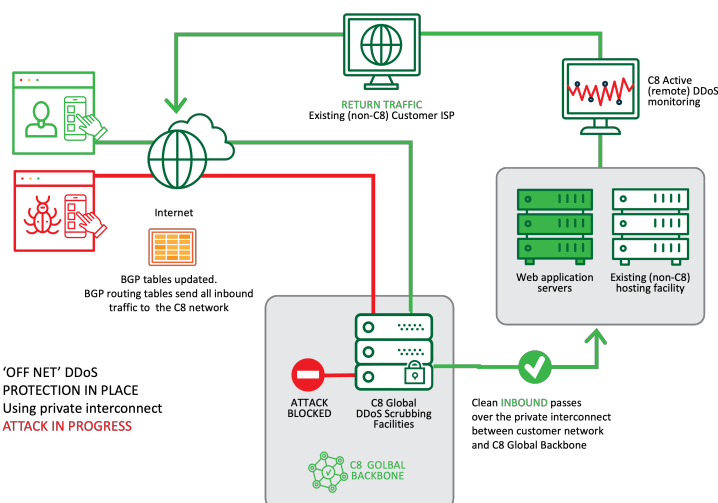 RETURN TRAFFIC
Existing (non-C8) Customer ISP
C8 Active
(remote) DDoS
monitoring
Internet
BGP tables updated.
BGP routing tables send all inbound
traffic to the C8 network
Web application
servers
Existing (non-C8)
hosting facility
‘OFF NET’ DDoS
PROTECTION IN PLACE
Using private interconnect
ATTACK IN PROGRESS
ATTACK
BLOCKED
C8 Global
DDoS Scrubbing
Facilities
C8 GOLBAL
BACKBONE
Clean INBOUND passes
over the private interconnect
between customer network
and C8 Global Backbone